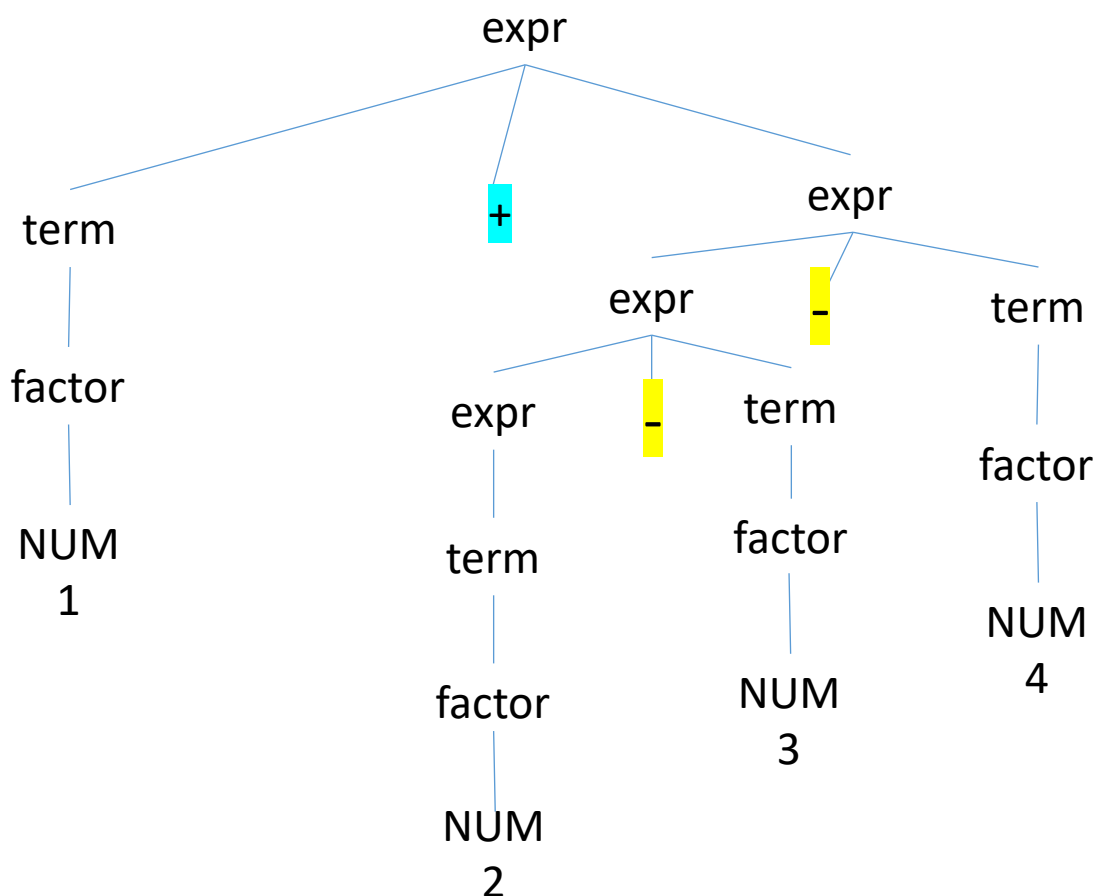 expr
term
+
expr
expr
-
term
factor
expr
-
term
factor
NUM
1
term
factor
NUM
4
factor
NUM
3
NUM
2